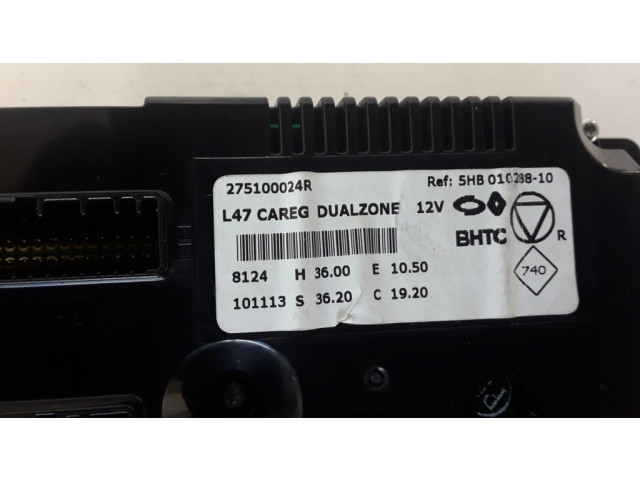 275100024R Ref: 5HB 010288-10
L47 CAREG DUALZONE 12V
BHTC R
8124 H 36.00 E 10.50 740
101113 S 36.20 C 19.20